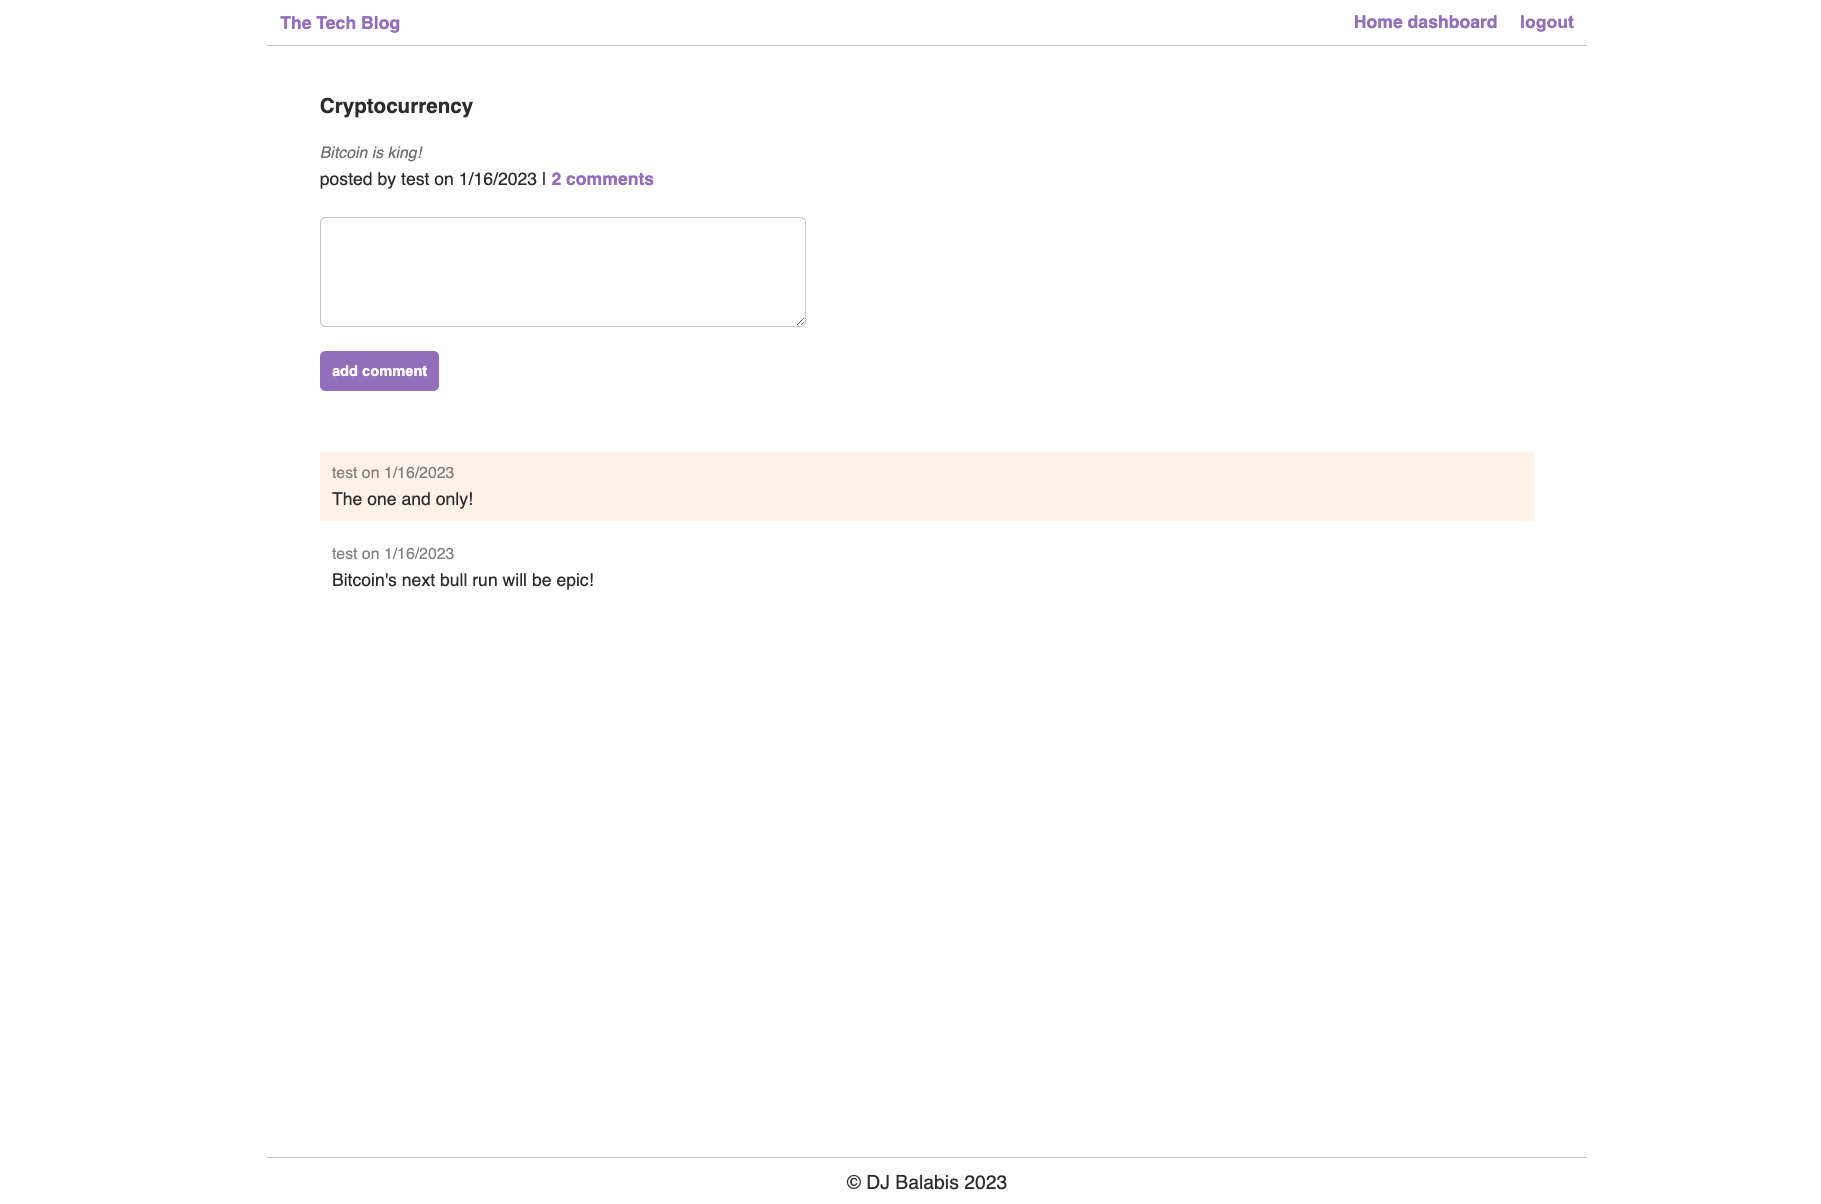 The Tech Blog
Home dashboard logout
Cryptocurrency
Bitcoin is king!
posted by test on 1/16/2023 | 2 comments
add comment
test on 1/16/2023
The one and only!
test on 1/16/2023
Bitcoin's next bull run will be epic!
© DJ Balabis 2023